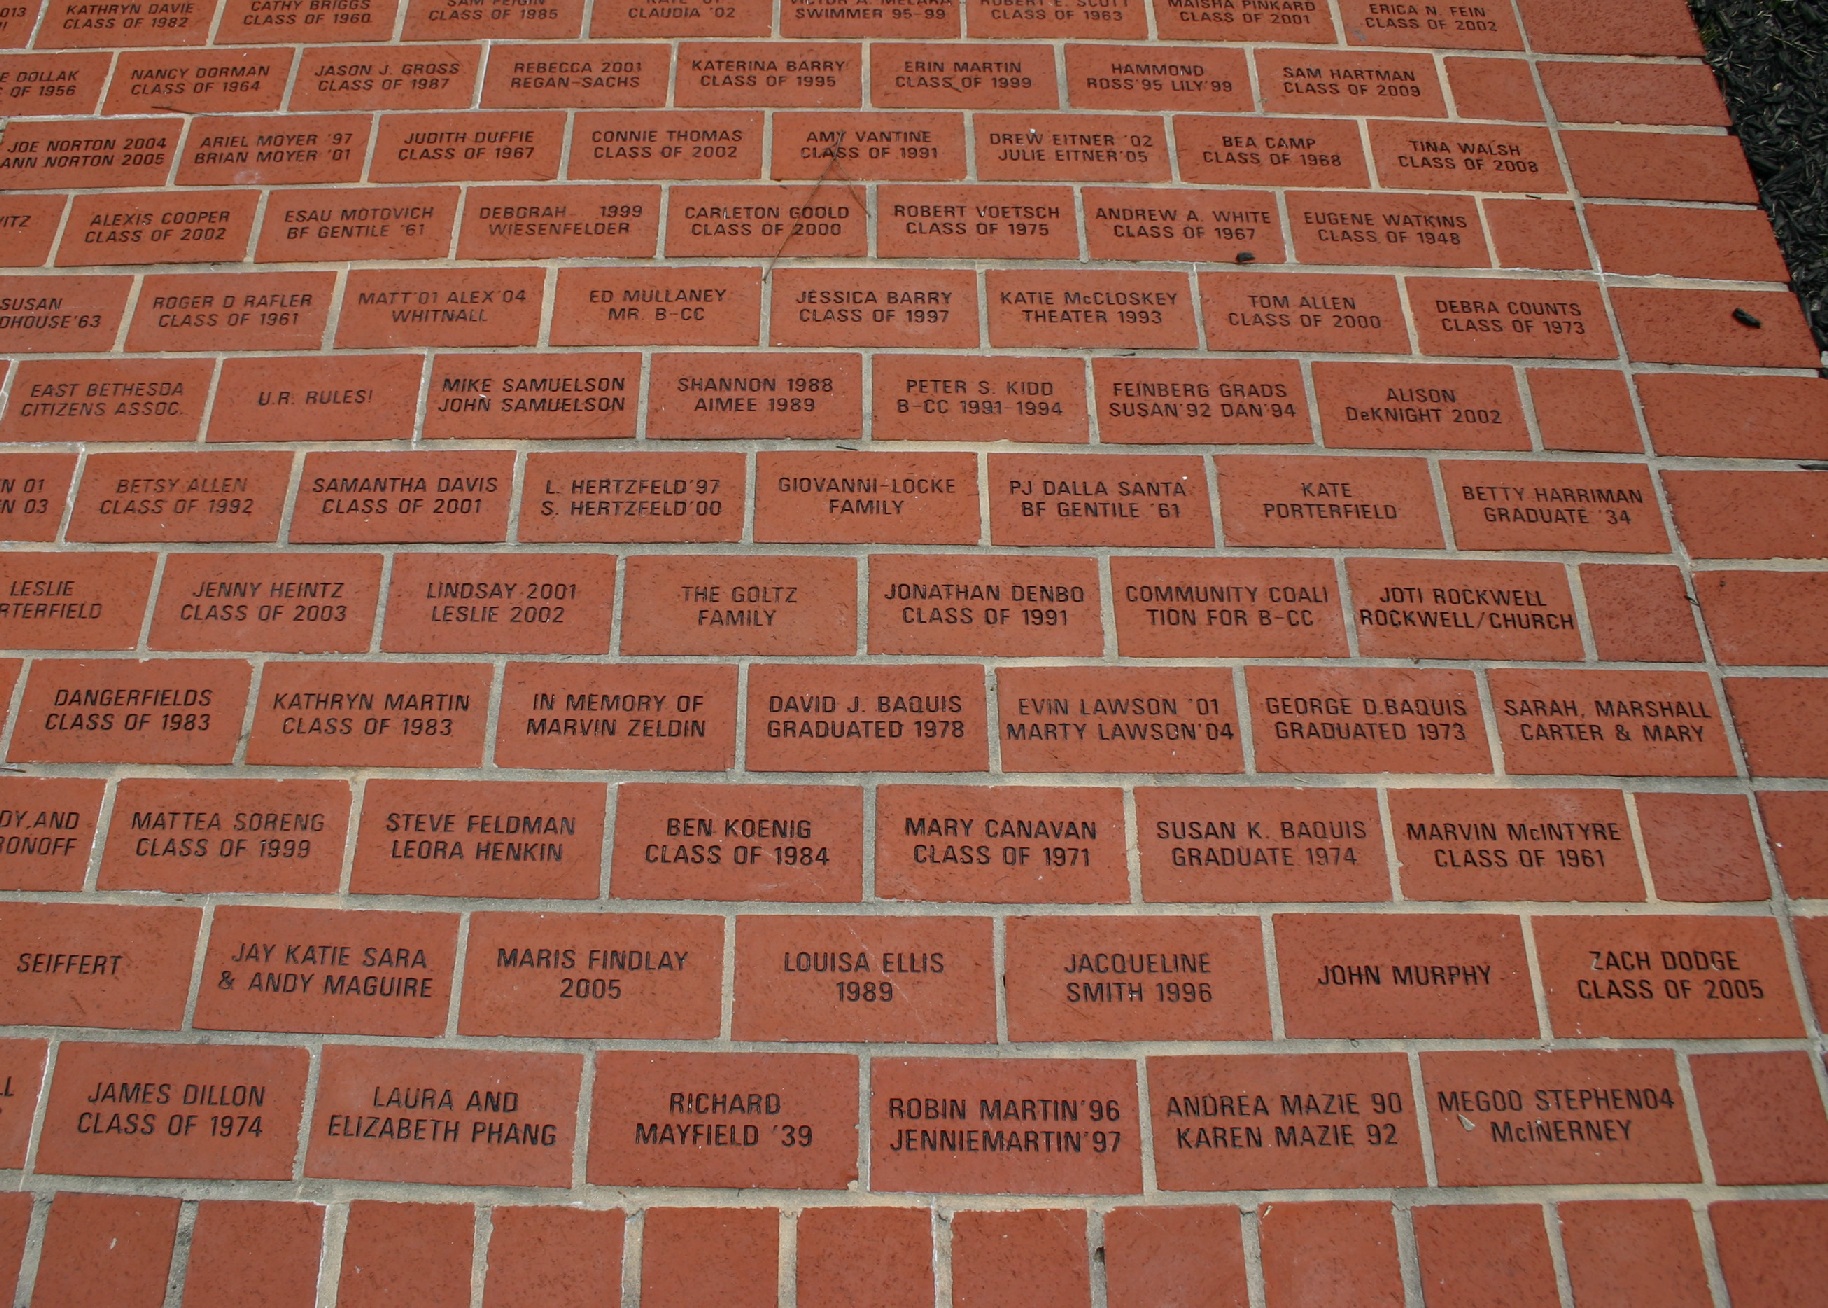 2013
KATHRYN DAVIE
CLASS OF 1982
CATHY BRIGGS
CLASS OF 1960
SAM
CLASS OF 1985
CLAUDIA '02
SWIMMER 95-99
ROBERT E. SCOTT
CLASS OF 1963
MAISHA PINKARD
CLASS OF 2001
ERICA N. FEIN
CLASS OF 2002
E DOLLAK
OF 1956
NANCY DORMAN
CLASS OF 1964
JASON J. GROSS
CLASS OF 1987
REBECCA 2001
REGAN-SACHS
KATERINA BARRY
CLASS OF 1995
ERIN MARTIN
CLASS OF 1999
HAMMOND
ROSS'95 LILY'99
SAM HARTMAN
CLASS OF 2009
JOE NORTON 2004
ANN NORTON 2005
ARIEL MOYER '97
BRIAN MOYER '01
JUDITH DUFFIE
CLASS OF 1967
CONNIE THOMAS
CLASS OF 2002
AMY VANTINE
CLASS OF 1991
DREW EITNER '02
JULIE EITNER'05
BEA CAMP
CLASS OF 1968
TINA WALSH
CLASS OF 2008
ITZ
ALEXIS COOPER
CLASS OF 2002
ESAU MOTOVICH
BF GENTILE '61
DEBORAH 1999
WIESENFELDER
CARLETON GOOLD
CLASS OF 2000
ROBERT VOETSCH
CLASS OF 1975
ANDREW A. WHITE
CLASS OF 1967
EUGENE WATKINS
CLASS OF 1948
SUSAN
DHOUSE'63
ROGER D RAFLER
CLASS OF 1961
MATT'01 ALEX'04
WHITNALL
ED MULLANEY
MR. B-CC
JESSICA BARRY
CLASS OF 1997
KATIE McCLOSKEY
THEATER 1993
TOM ALLEN
CLASS OF 2000
DEBRA COUNTS
CLASS OF 1973
EAST BETHESDA
CITIZENS ASSOC.
U.R. RULES!
MIKE SAMUELSON
JOHN SAMUELSON
SHANNON 1988
AIMEE 1989
PETER S. KIDD
B-CC 1991-1994
FEINBERG GRADS
SUSAN'92 DAN'94
ALISON
DeKNIGHT 2002
N 01
N 03
BETSY ALLEN
CLASS OF 1992
SAMANTHA DAVIS
CLASS OF 2001
L. HERTZFELD'97
S. HERTZFELD'00
GIOVANNI-LOCKE
FAMILY
PJ DALLA SANTA
BF GENTILE '61
KATE
PORTERFIELD
BETTY HARRIMAN
GRADUATE '34
LESLIE
RTERFIELD
JENNY HEINTZ
CLASS OF 2003
LINDSAY 2001
LESLIE 2002
THE GOLTZ
FAMILY
JONATHAN DENBO
CLASS OF 1991
COMMUNITY COALI
TION FOR B-CC
JOTI ROCKWELL
ROCKWELL/CHURCH
DANGERFIELDS
CLASS OF 1983
KATHRYN MARTIN
CLASS OF 1983
IN MEMORY OF
MARVIN ZELDIN
DAVID J. BAQUIS
GRADUATED 1978
EVIN LAWSON '01
MARTY LAWSON'04
GEORGE D.BAQUIS
GRADUATED 1973
SARAH, MARSHALL
CARTER & MARY
DY,AND
RONOFF
MATTEA SORENG
CLASS OF 1999
STEVE FELDMAN
LEORA HENKIN
BEN KOENIG
CLASS OF 1984
MARY CANAVAN
CLASS OF 1971
SUSAN K. BAQUIS
GRADUATE 1974
MARVIN McINTYRE
CLASS OF 1961
SEIFFERT
JAY KATIE SARA
& ANDY MAGUIRE
MARIS FINDLAY
2005
LOUISA ELLIS
1989
JACQUELINE
SMITH 1996
JOHN MURPHY
ZACH DODGE
CLASS OF 2005
JAMES DILLON
CLASS OF 1974
LAURA AND
ELIZABETH PHANG
RICHARD
MAYFIELD '39
ROBIN MARTIN'96
JENNIEMARTIN'97
ANDREA MAZIE 90
KAREN MAZIE 92
MEG00 STEPHEN04
McINERNEY